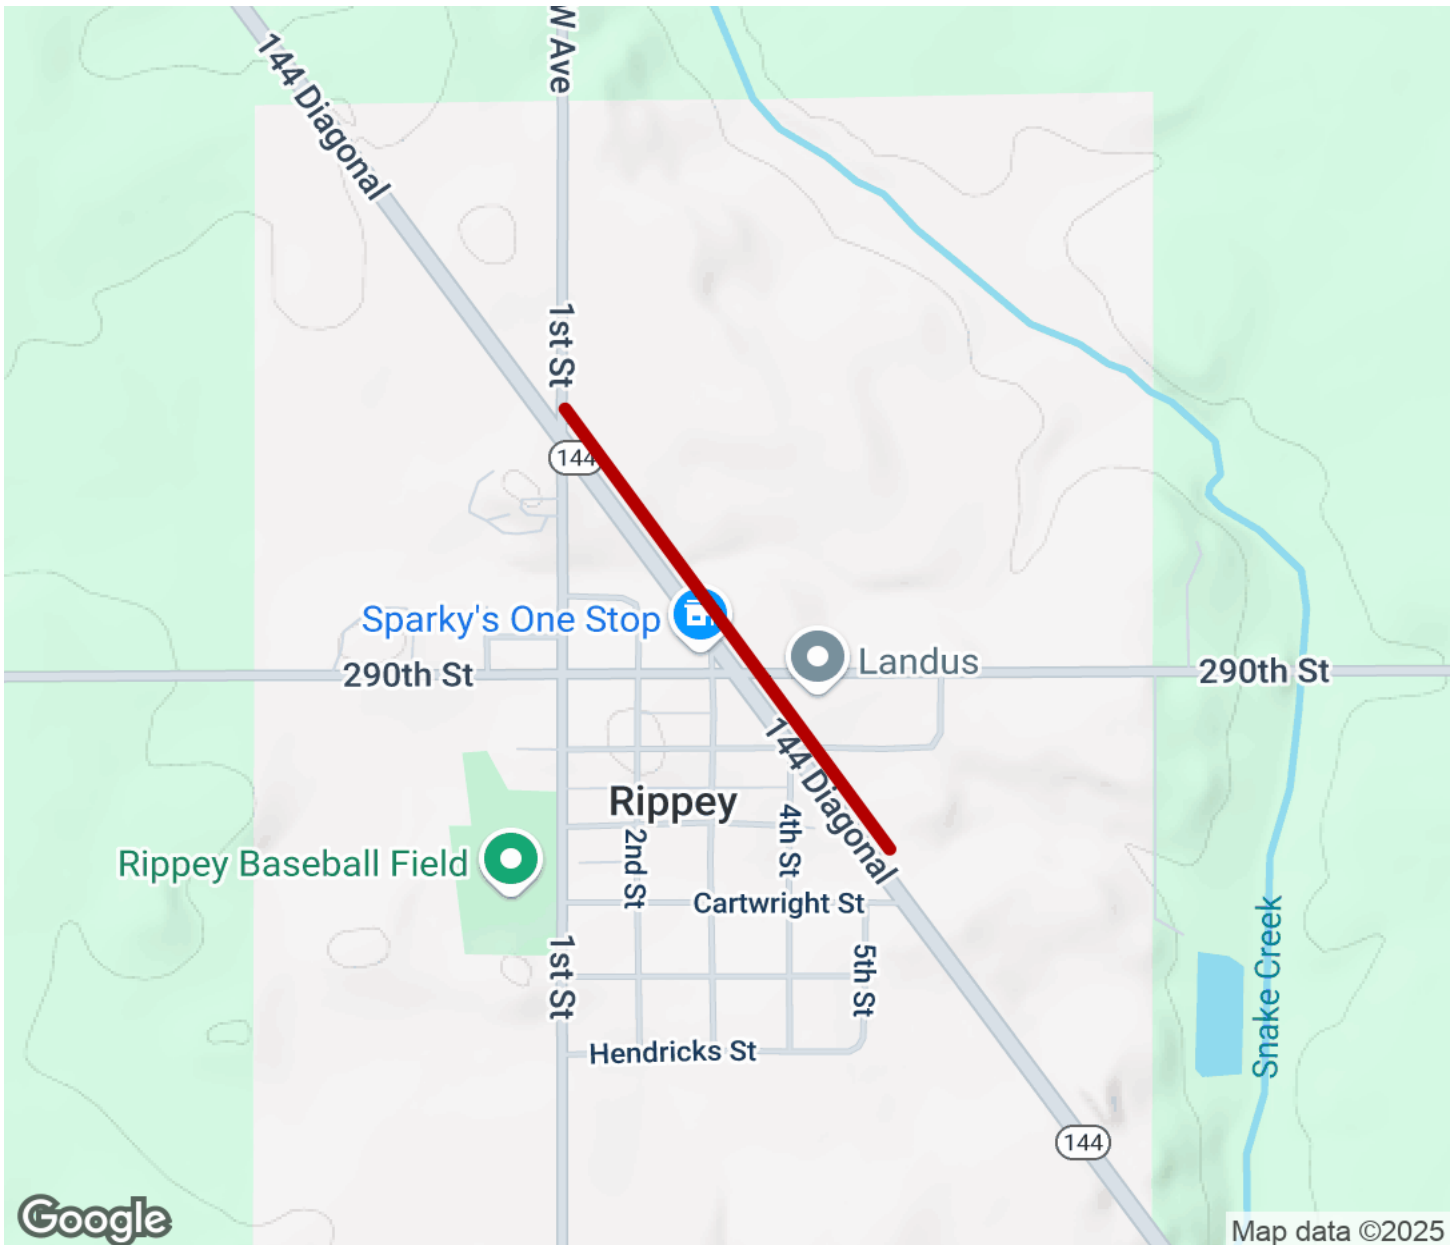 W Ave
144 Diagonal
1st St
144
Sparky's One Stop
Landus
290th St
290th St
144 Diagonal
Rippey
4th St
2nd St
Rippey Baseball Field
Cartwright St
1st St
5th St
Snake Creek
Hendricks St
144
Google
Map data ©2025